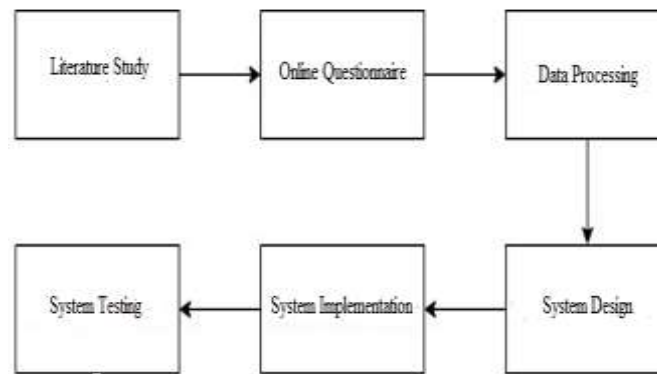 Literature Study
Online Questionnaire
Data Processing
System Testing
System Implementation
System Design